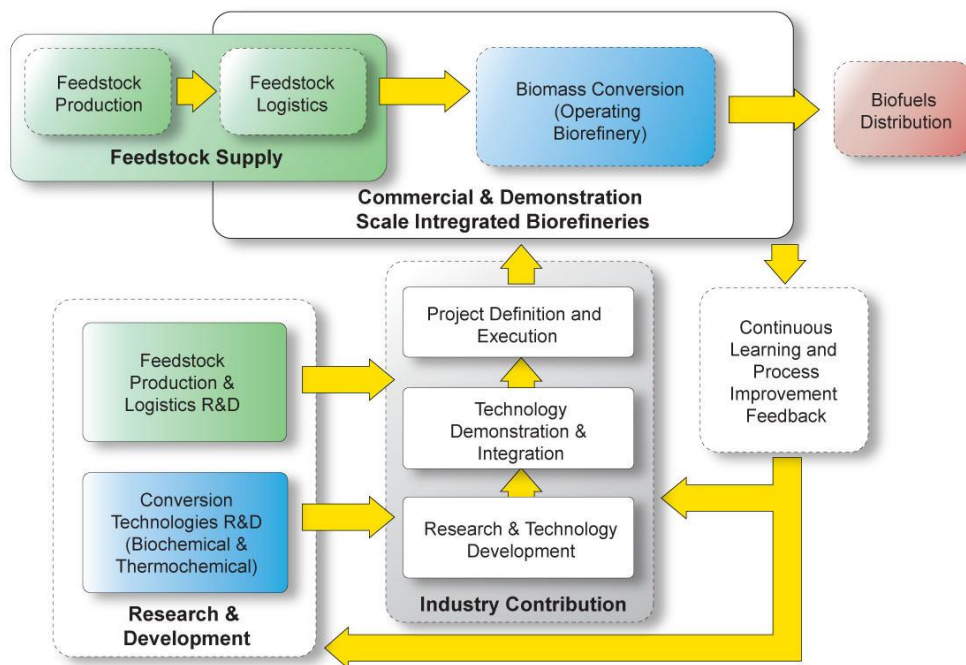 Feedstock
Production
Feedstock
Logistics
Feedstock Supply
Biomass Conversion
(Operating
Biorefinery)
Biofuels
Distribution
Commercial & Demonstration
Scale Intregrated Biorefineries
Project Definition and
Execution
Technology
Demonstration &
Integration
Research & Technology
Development
Industry Contribution
Feedstock
Production &
Logistics R&D
Conversion
Technologies R&D
(Biochemical &
Thermochemical)
Research &
Development
Continuous
Learning and
Process
Improvement
Feedback